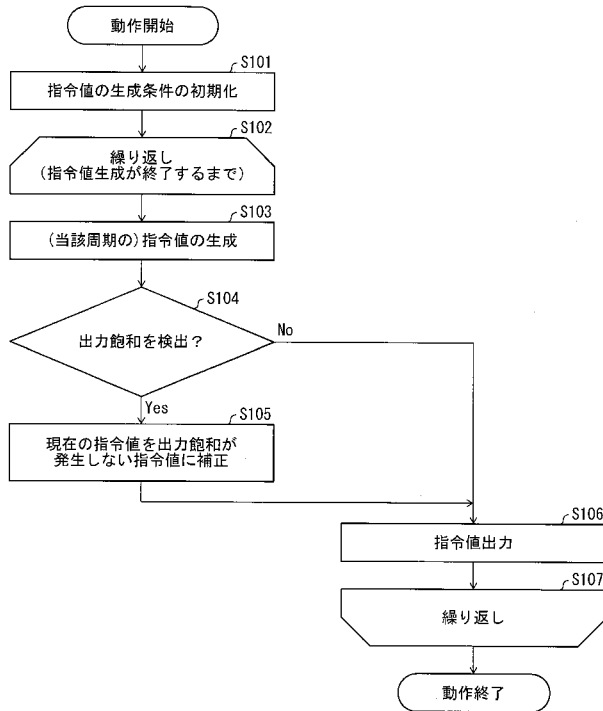 動作開始
S101
指令値の生成条件の初期化
S102
繰り返し
(指令値生成が終了するまで)
S103
(当該周期の)指令値の生成
S104
出力飽和を検出？
No
Yes
S105
現在の指令値を出力飽和が
発生しない指令値に補正
S106
指令値出力
S107
繰り返し
動作終了